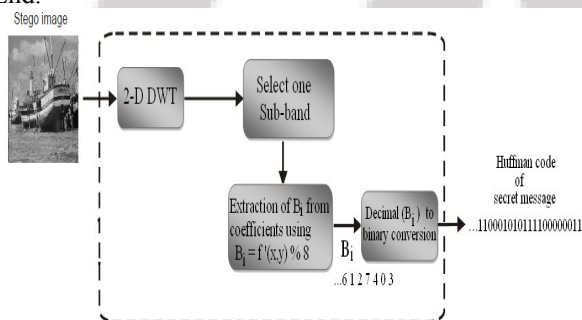 End.
Stego image
2-D DWT
Select one
Sub-band
Extraction of Bi from
coefficients using
Bi = f '(x,y) % 8
Bi
...6 1 2 7 4 0 3
Decimal (Bi ) to
binary conversion
Huffman code
of
secret message
...11000101011110000011